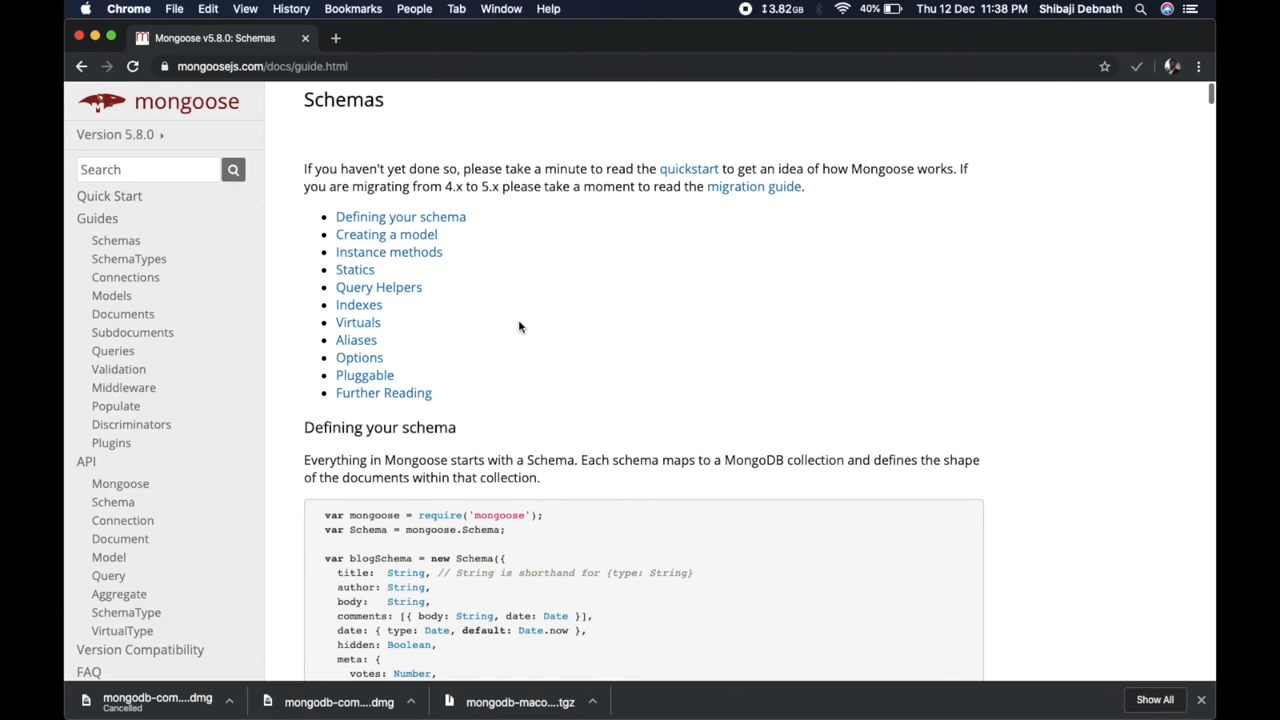 Chrome File Edit View History Bookmarks People Tab Window Help 3.82GB 40% Thu 12 Dec 11:38 PM Shibaji Debnath
Mongoose v5.8.0: Schemas
mongoosejs.com/docs/guide.html
mongoose
Version 5.8.0
Search
Quick Start
Guides
Schemas
SchemaTypes
Connections
Models
Documents
Subdocuments
Queries
Validation
Middleware
Populate
Discriminators
Plugins
API
Mongoose
Schema
Connection
Document
Model
Query
Aggregate
SchemaType
VirtualType
Version Compatibility
FAQ
Schemas
If you haven't yet done so, please take a minute to read the quickstart to get an idea of how Mongoose works. If
you are migrating from 4.x to 5.x please take a moment to read the migration guide.
Defining your schema
Creating a model
Instance methods
Statics
Query Helpers
Indexes
Virtuals
Aliases
Options
Pluggable
Further Reading
Defining your schema
Everything in Mongoose starts with a Schema. Each schema maps to a MongoDB collection and defines the shape
of the documents within that collection.
var mongoose = require('mongoose');
var Schema = mongoose.Schema;
var blogSchema = new Schema({
title: String, // String is shorthand for {type: String}
author: String,
body: String,
comments: [{ body: String, date: Date }],
date: { type: Date, default: Date.now },
hidden: Boolean,
meta: {
votes: Number,
mongodb-com....dmg
Cancelled
mongodb-com....dmg
mongodb-maco....tgz
Show All